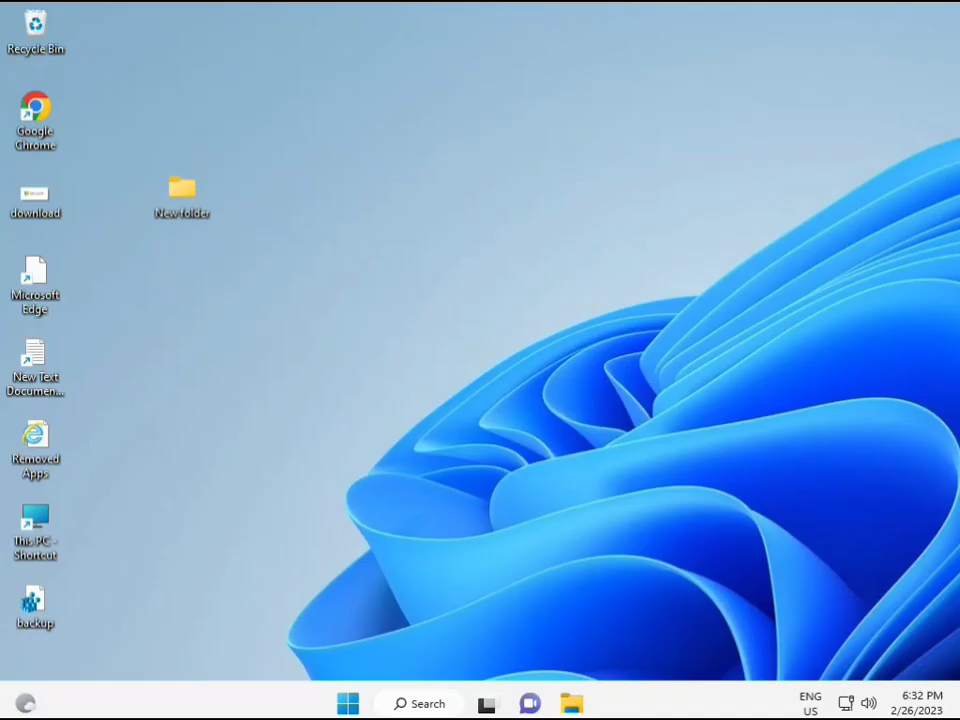 Recycle Bin
Google
Chrome
download
New folder
Microsoft
Edge
New Text
Documen...
Removed
Apps
This PC -
Shortcut
backup
Search
ENG
US
6:32 PM
2/26/2023